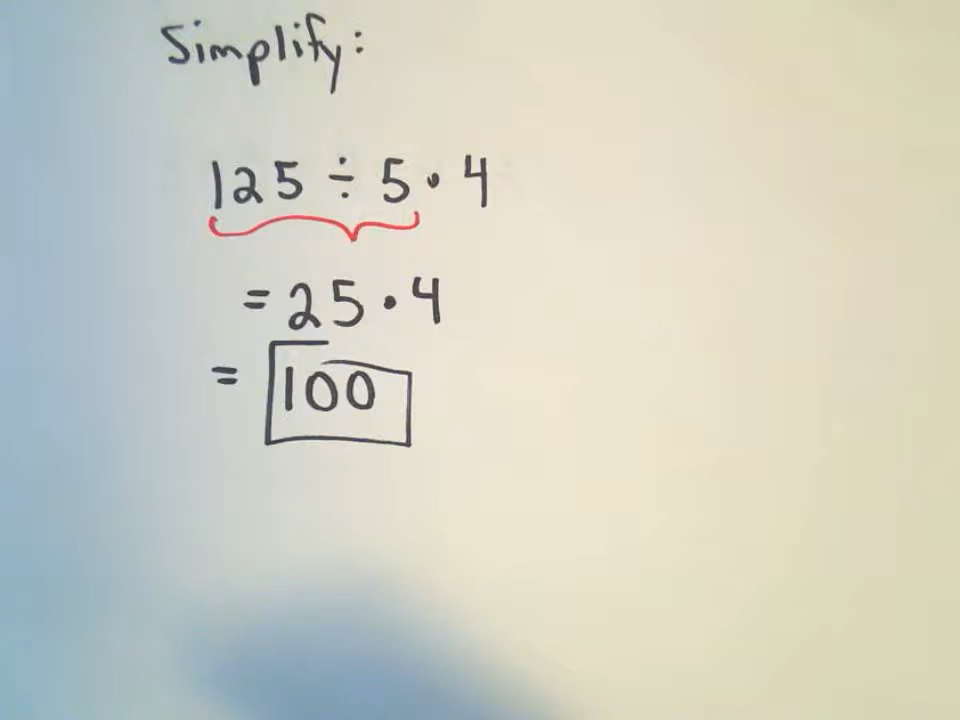 Simplify:
125 ÷ 5 · 4
= 25 · 4
= 100